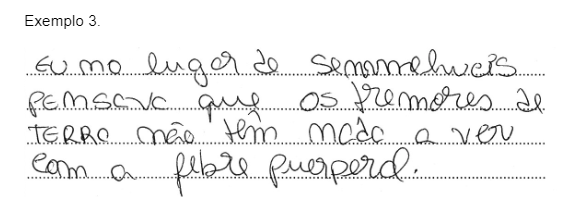 Exemplo 3.
EU no lugar de Semmmelweis
PENSAVA que os tremores de
TERRA não têm nada a ver
com a febre puerperal.